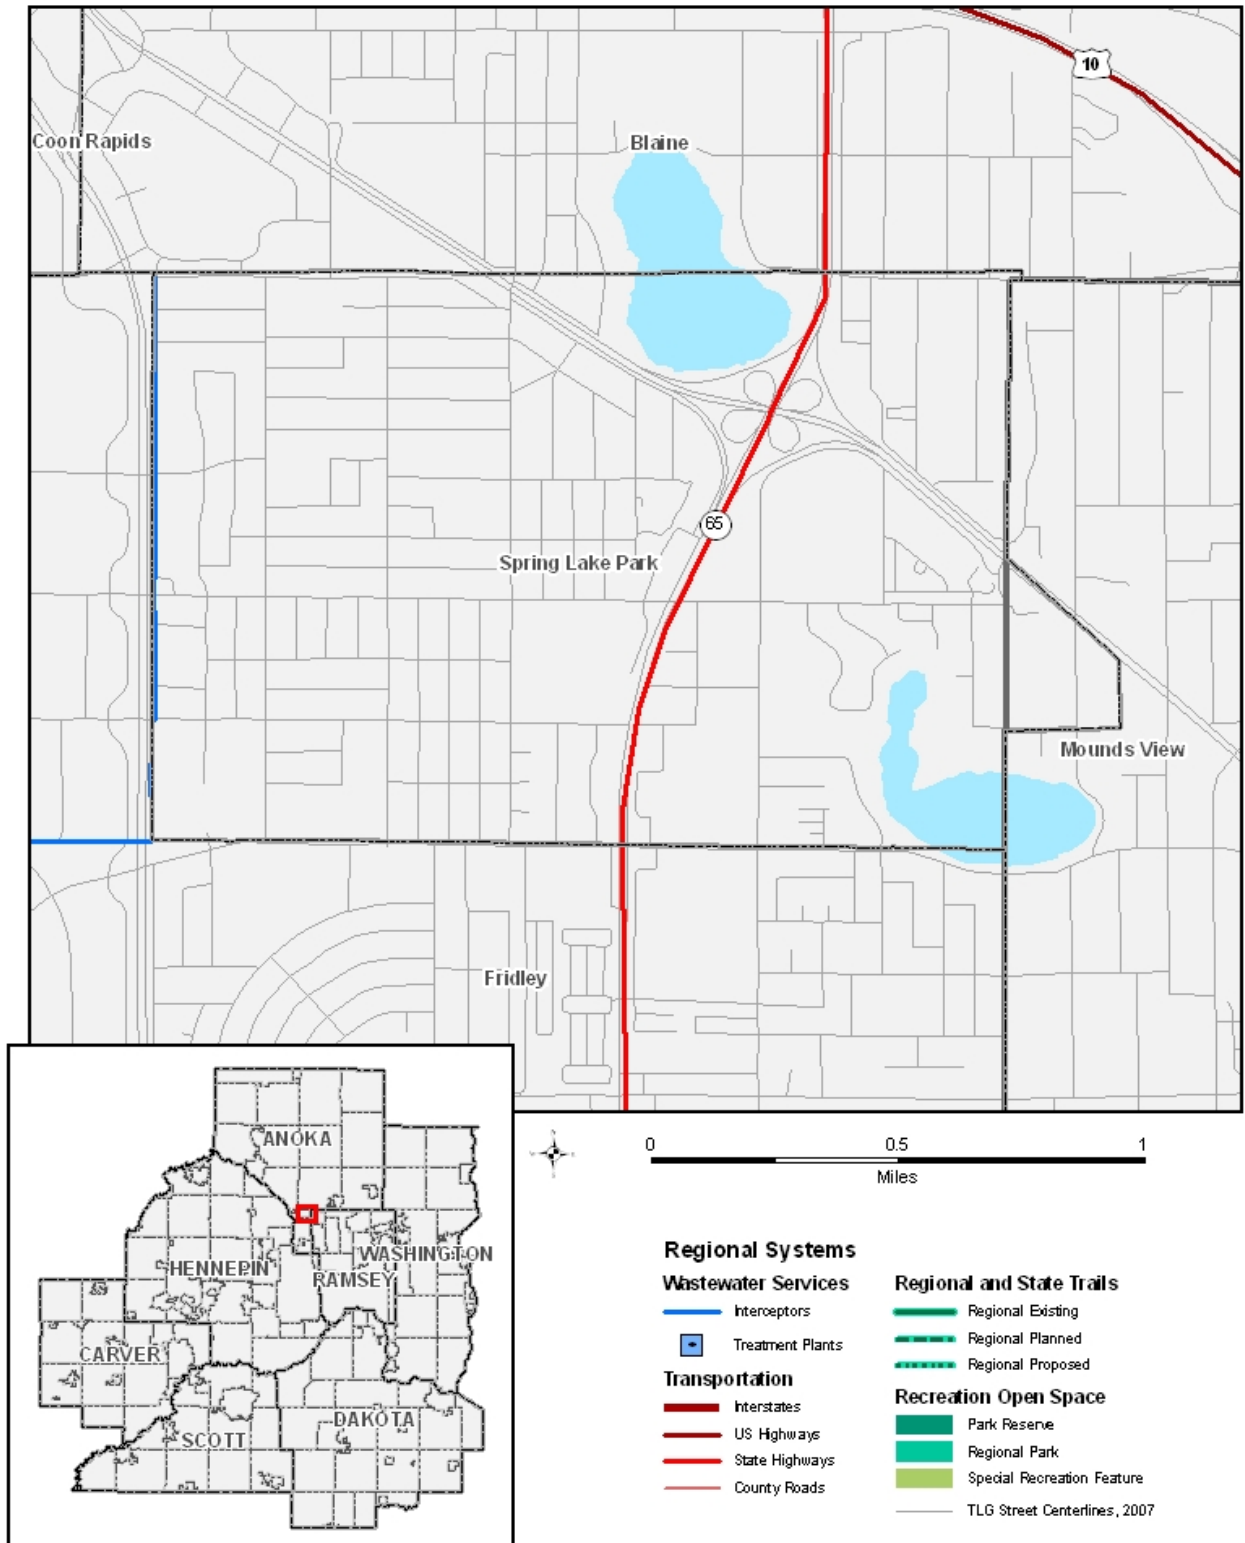 10
Coon Rapids
Blaine
65
Spring Lake Park
Mounds View
Fridley
ANOKA
WASHINGTON
HENNEPIN
RAMSEY
CARVER
DAKOTA
SCOTT
0 0.5 1
Miles
Regional Systems
Wastewater Services
Interceptors
Treatment Plants
Transportation
Interstates
US Highways
State Highways
County Roads
Regional and State Trails
Regional Existing
Regional Planned
Regional Proposed
Recreation Open Space
Park Reserve
Regional Park
Special Recreation Feature
TLG Street Centerlines, 2007